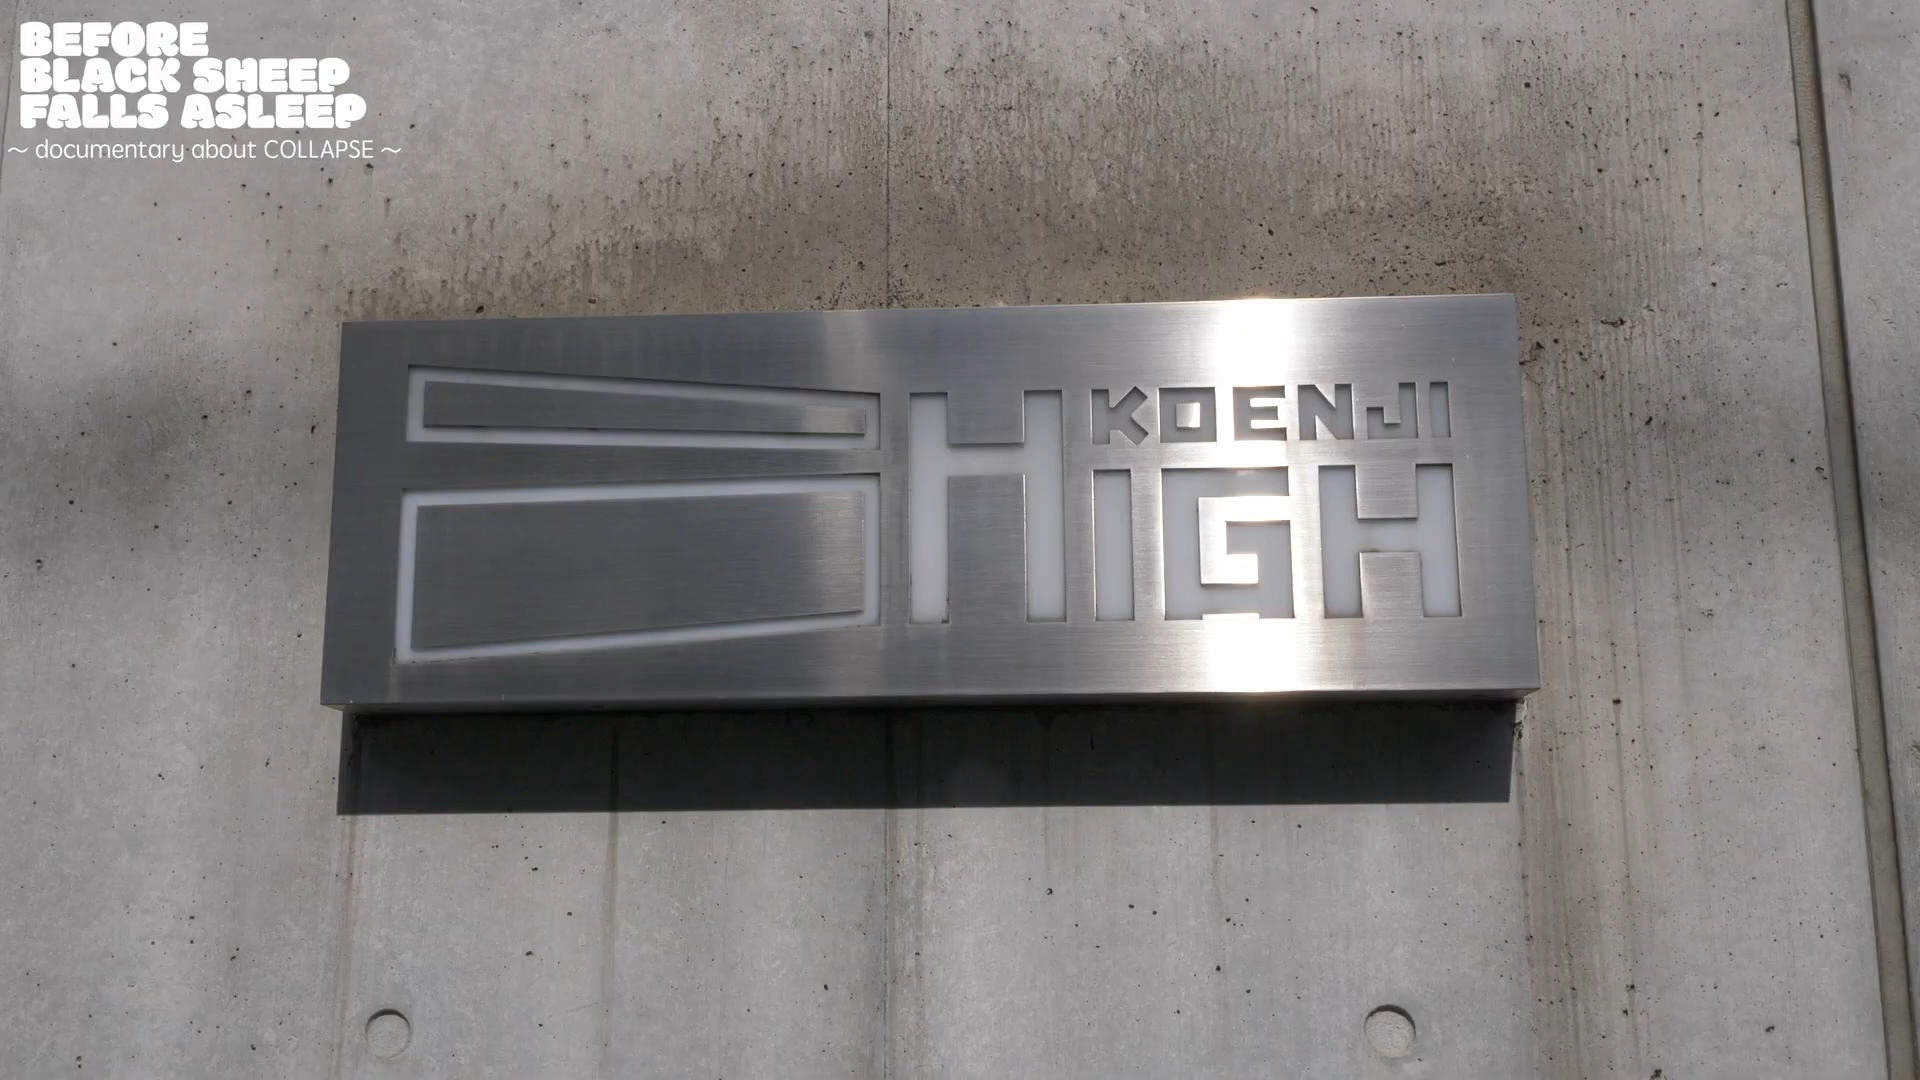 BEFORE
BLACK SHEEP
FALLS ASLEEP
～ documentary about COLLAPSE ～
KOENJI
HIGH